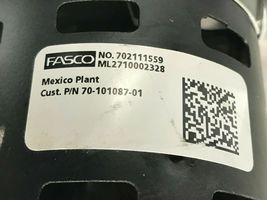 FASCO NO. 702111559
ML2710002328
Mexico Plant
Cust. P/N 70-101087-01